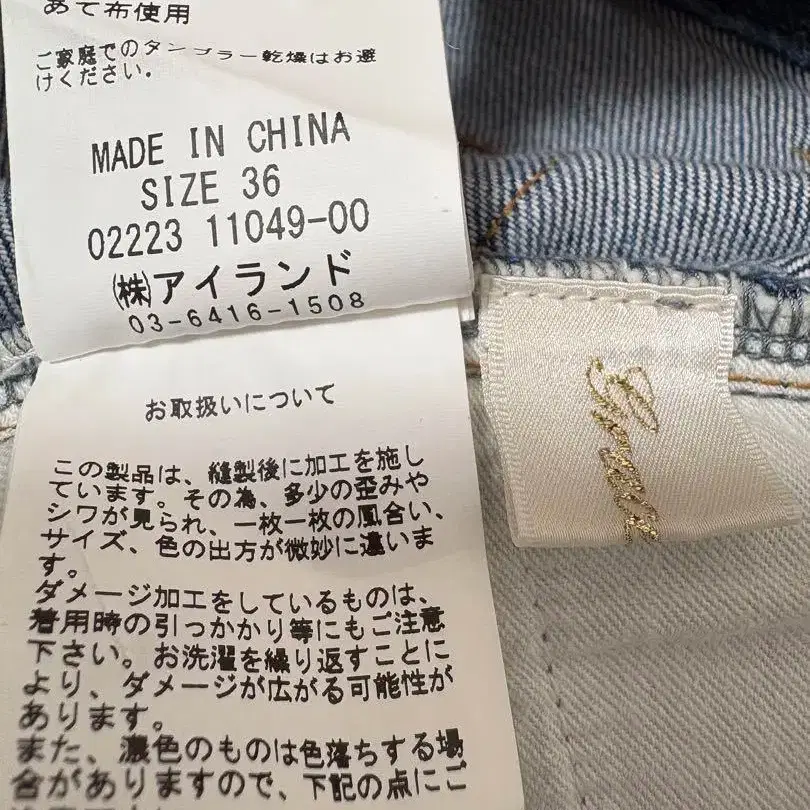 あて布使用
ご家庭でのタンブラー乾燥はお避
けください。
MADE IN CHINA
SIZE 36
02223 11049-00
㈱アイランド
03-6416-1508
お取扱いについて
この製品は、縫製後に加工を施し
ています。その為、多少の歪みや
シワが見られ、一枚一枚の風合い、
サイズ、色の出方が微妙に違いま
す。
ダメージ加工をしているものは、
着用時の引っかかり等にもご注意
下さい。お洗濯を繰り返すことに
より、ダメージが広がる可能性が
あります。
また、濃色のものは色落ちする場
合がありますので、下記の点にご